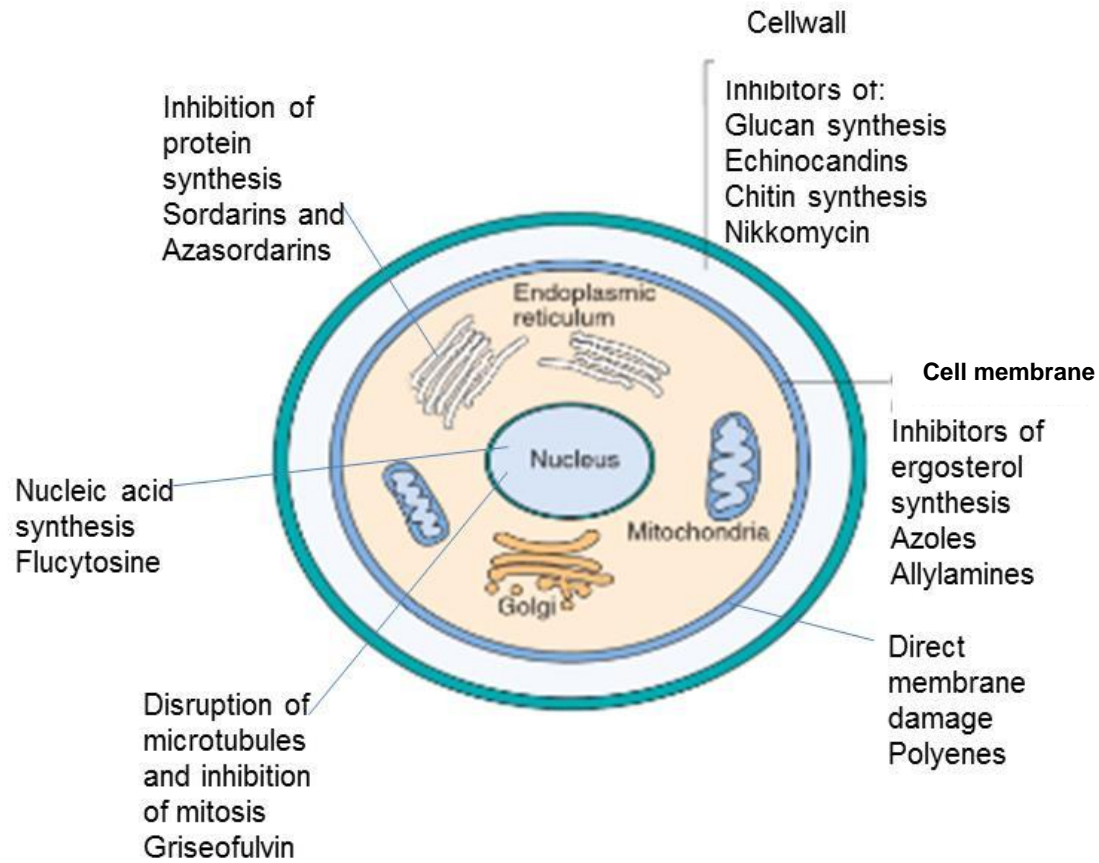 Cellwall
Inhibitors of:
Glucan synthesis
Echinocandins
Chitin synthesis
Nikkomycin
Inhibition of
protein
synthesis
Sordarins and
Azasordarins
Endoplasmic
reticulum
Cell membrane
Nucleus
Inhibitors of
ergosterol
synthesis
Azoles
Allylamines
Nucleic acid
synthesis
Flucytosine
Mitochondria
Golgi
Direct
membrane
damage
Polyenes
Disruption of
microtubules
and inhibition
of mitosis
Griseofulvin